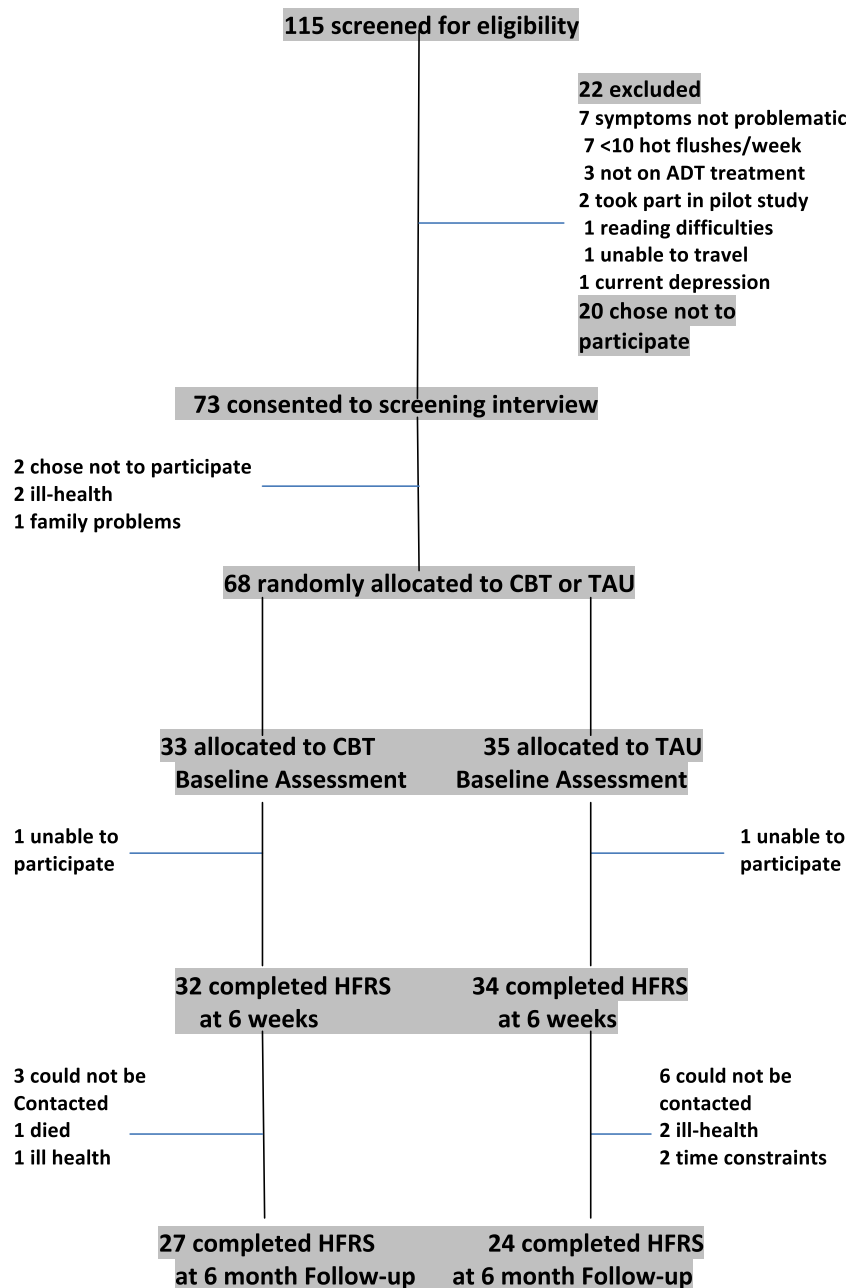 115 screened for eligibility
22 excluded
7 symptoms not problematic
7 <10 hot flushes/week
3 not on ADT treatment
2 took part in pilot study
1 reading difficulties
1 unable to travel
1 current depression
20 chose not to
participate
73 consented to screening interview
2 chose not to participate
2 ill-health
1 family problems
68 randomly allocated to CBT or TAU
33 allocated to CBT
Baseline Assessment
35 allocated to TAU
Baseline Assessment
1 unable to
participate
1 unable to
participate
32 completed HFRS
at 6 weeks
34 completed HFRS
at 6 weeks
3 could not be
Contacted
1 died
1 ill health
6 could not be
contacted
2 ill-health
2 time constraints
27 completed HFRS
at 6 month Follow-up
24 completed HFRS
at 6 month Follow-up